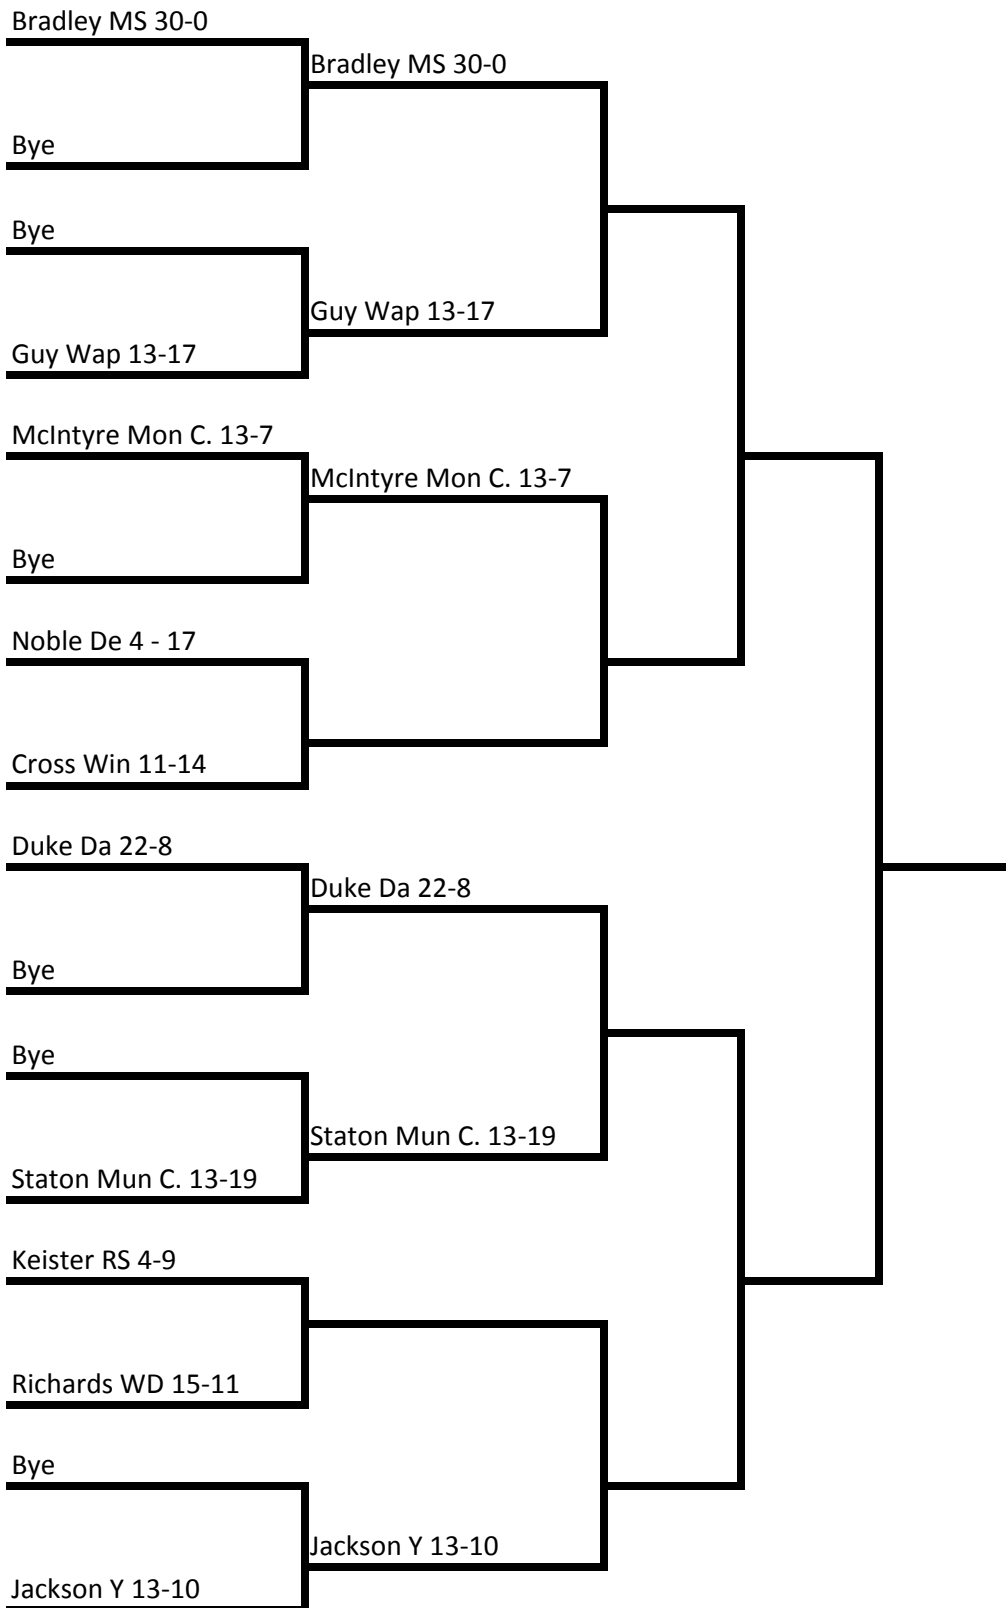 Bradley MS 30-0
Bradley MS 30-0
Bye
Bye
Guy Wap 13-17
Guy Wap 13-17
McIntyre Mon C. 13-7
McIntyre Mon C. 13-7
Bye
Noble De 4 - 17
Cross Win 11-14
Duke Da 22-8
Duke Da 22-8
Bye
Bye
Staton Mun C. 13-19
Staton Mun C. 13-19
Keister RS 4-9
Richards WD 15-11
Bye
Jackson Y 13-10
Jackson Y 13-10